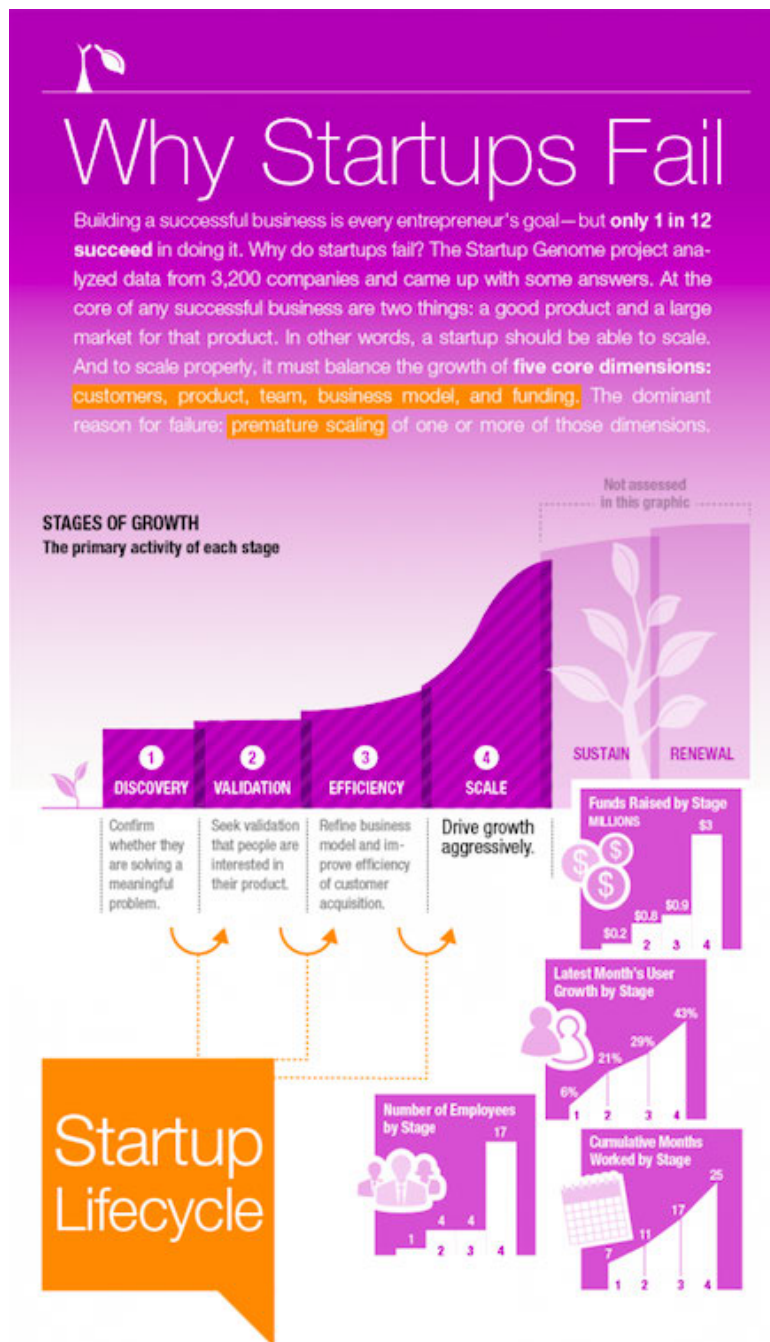 Why Startups Fail
Building a successful business is every entrepreneur's goal—but only 1 in 12
succeed in doing it. Why do startups fail? The Startup Genome project ana-
lyzed data from 3,200 companies and came up with some answers. At the
core of any successful business are two things: a good product and a large
market for that product. In other words, a startup should be able to scale.
And to scale properly, it must balance the growth of five core dimensions:
customers, product, team, business model, and funding. The dominant
reason for failure: premature scaling of one or more of those dimensions.
Not assessed
in this graphic
STAGES OF GROWTH
The primary activity of each stage
1
DISCOVERY
2
VALIDATION
3
EFFICIENCY
4
SCALE
SUSTAIN
RENEWAL
Confirm
whether they
are solving a
meaningful
problem.
Seek validation
that people are
interested in
their product.
Refine business
model and im-
prove efficiency
of customer
acquisition.
Drive growth
aggressively.
Funds Raised by Stage
MILLIONS
$ $ $
$0.2 $0.8 $0.9 $3
2 3 4
Latest Month's User
Growth by Stage
6% 21% 29% 43%
1 2 3 4
Number of Employees
by Stage
1 4 4 17
2 3 4
Cumulative Months
Worked by Stage
7 11 17 25
1 2 3 4
Startup
Lifecycle